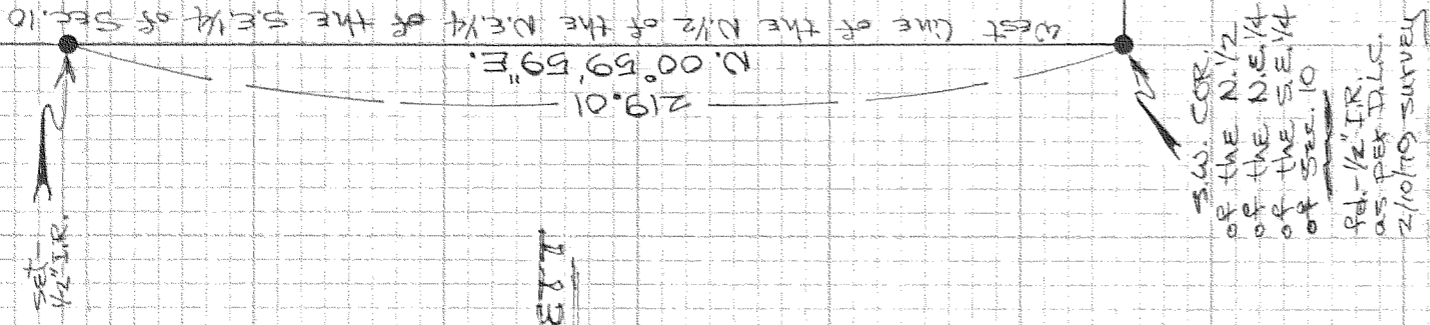 West line of the N.1/2 of the N.E.1/4 of the S.E.1/4 of Sec. 10
N. 00° 59' 59" E.
219.01
S.W. COR.
of the N.1/2
of the N.E.1/4
of the S.E.1/4
of Sec. 10
fd.-1/2" I.R.
as per D.L.C.
2/10/79 survey
set
1/2" I.R.